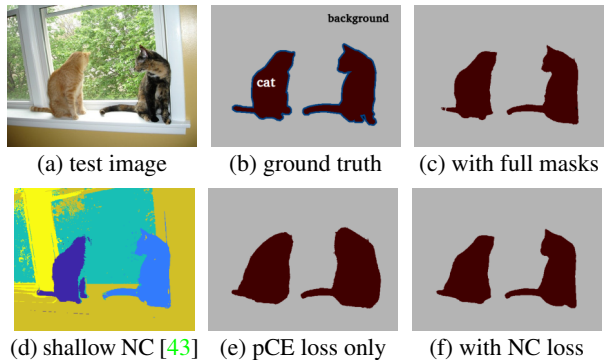 background
cat
(a) test image
(b) ground truth
(c) with full masks
(d) shallow NC [43]
(e) pCE loss only
(f) with NC loss